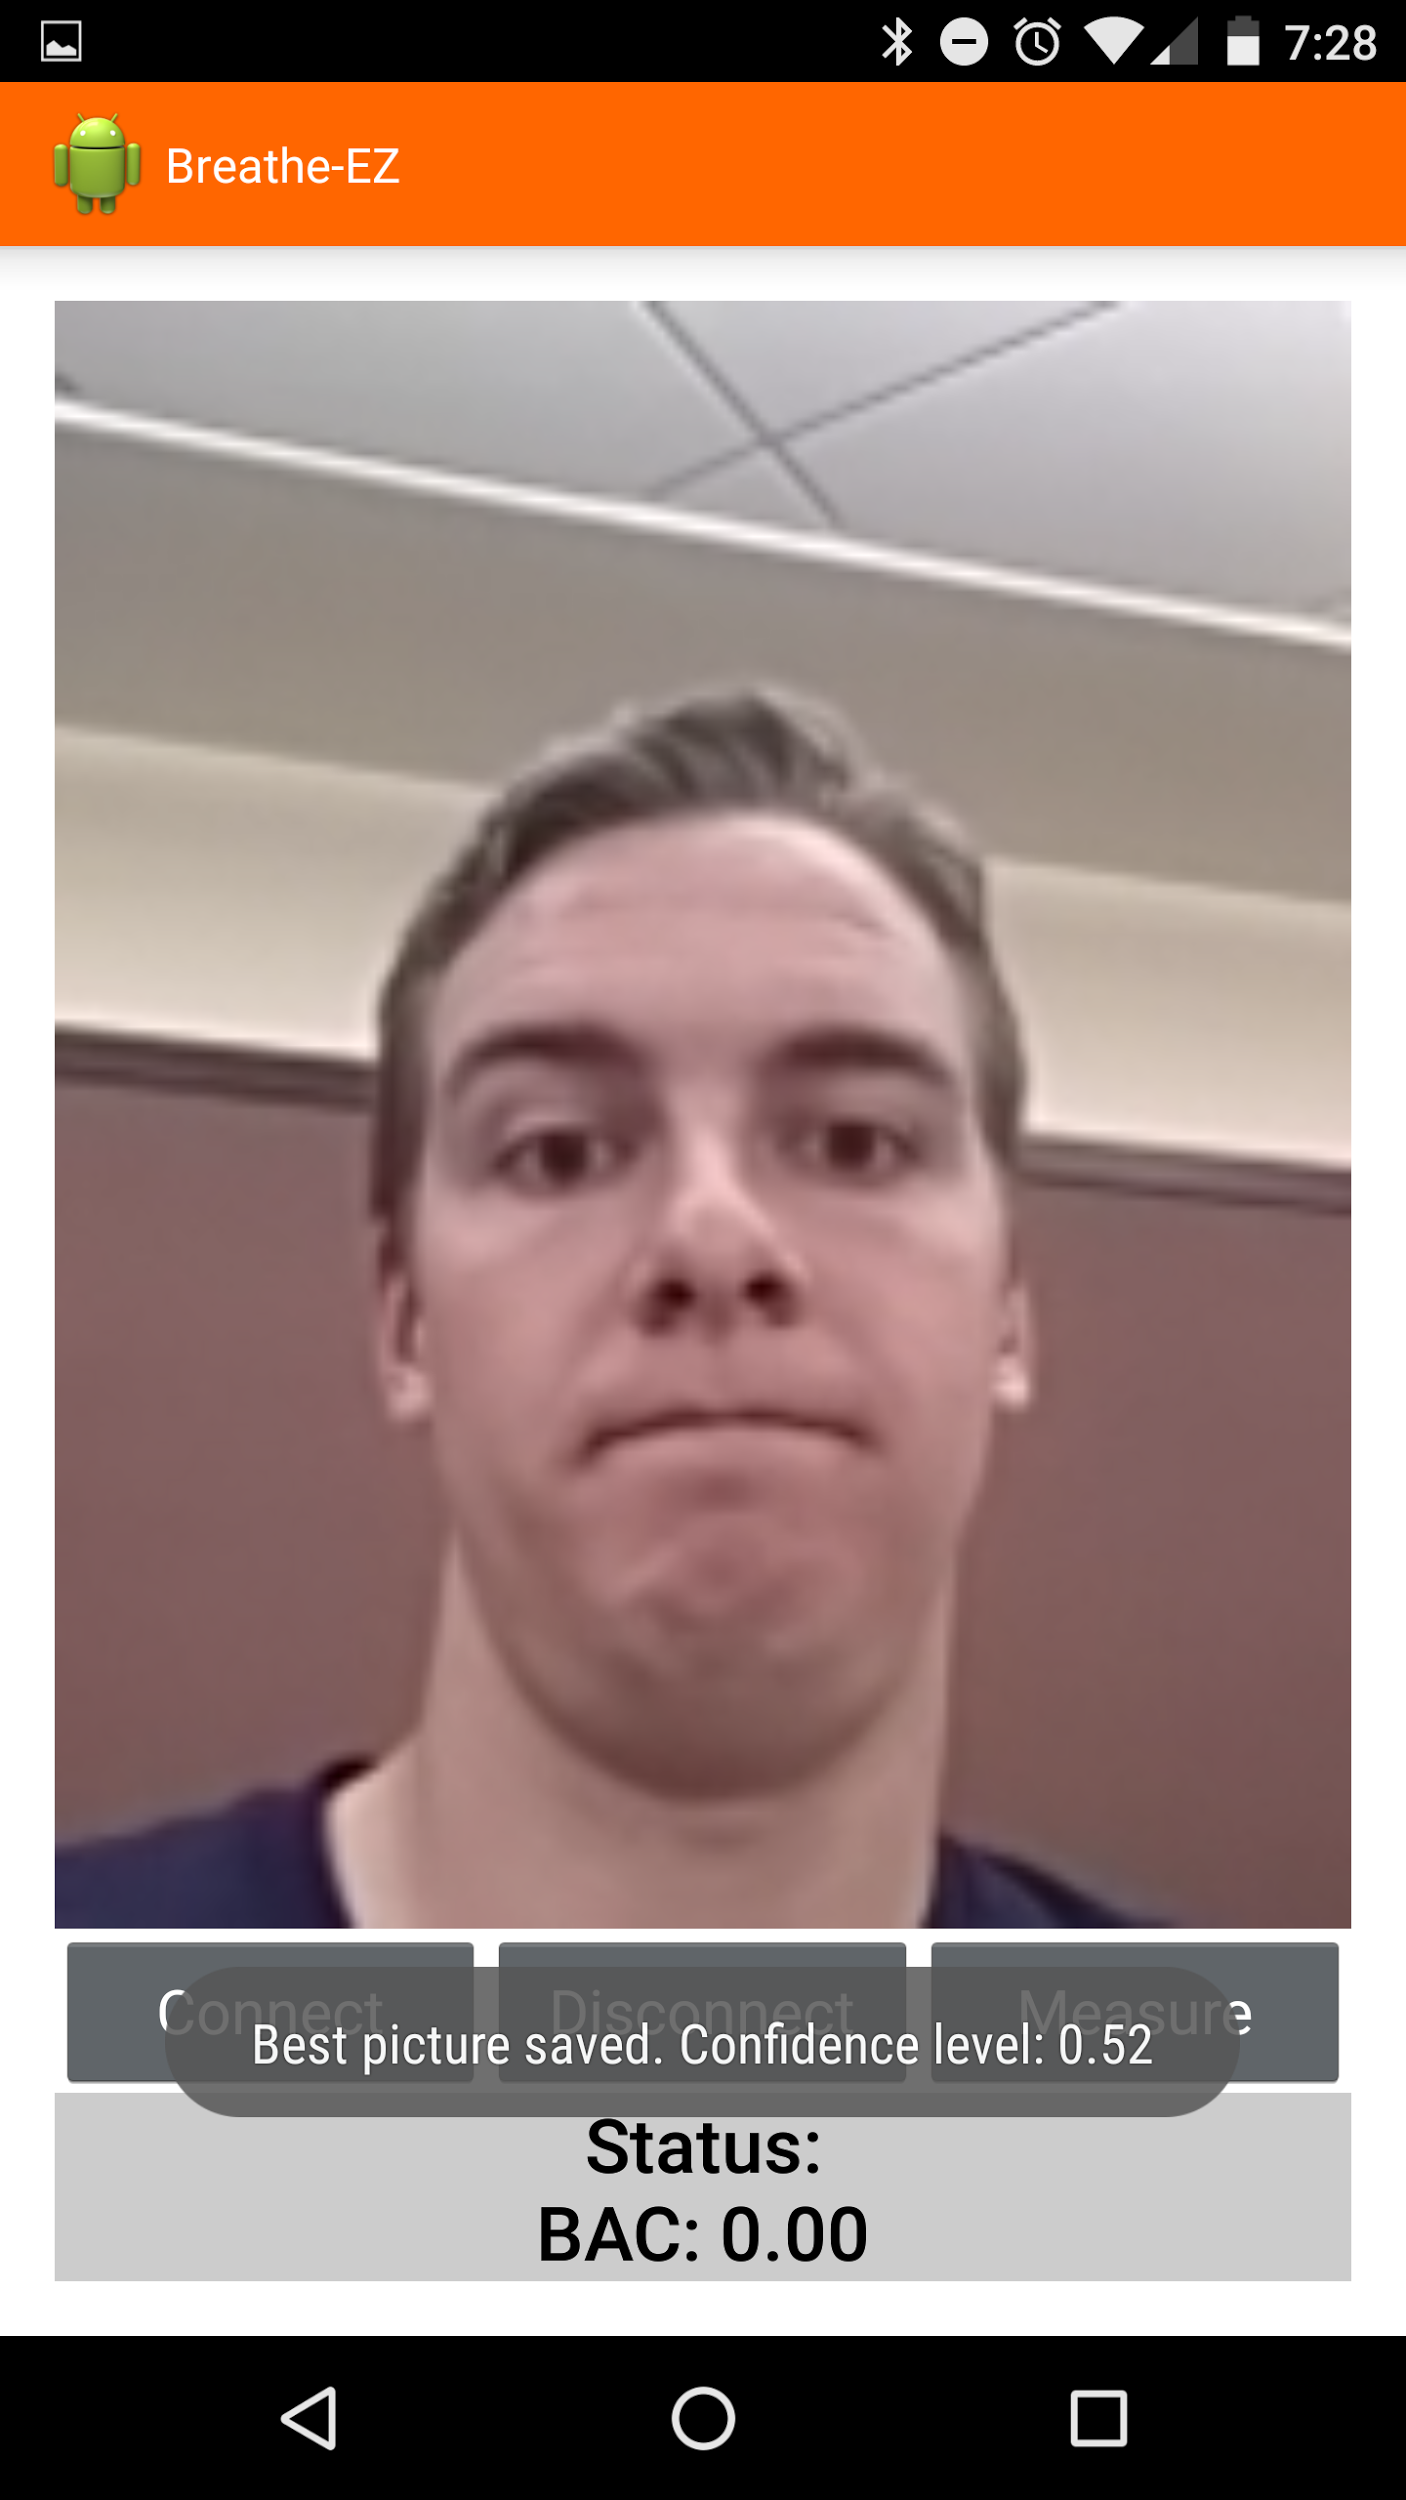 7:28
Breathe-EZ
Connect Disconnect Measure
Best picture saved. Confidence level: 0.52
Status:
BAC: 0.00